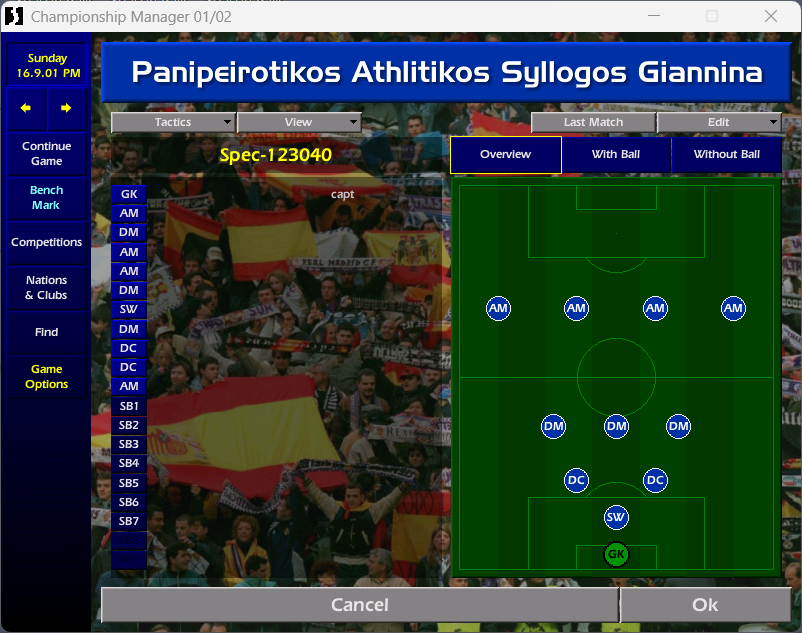 Championship Manager 01/02
Sunday
16.9.01 PM
Continue
Game
Bench
Mark
Competitions
Nations
& Clubs
Find
Game
Options
Panipeirotikos Athlitikos Syllogos Giannina
Tactics
View
Last Match
Edit
Spec-123040
Overview
With Ball
Without Ball
GK capt
AM
DM
AM
AM
DM
SW
DM
DC
DC
AM
SB1
SB2
SB3
SB4
SB5
SB6
SB7
AM AM AM AM
DM DM DM
DC DC
SW
GK
REAL MADRID C.F.
Cancel
Ok